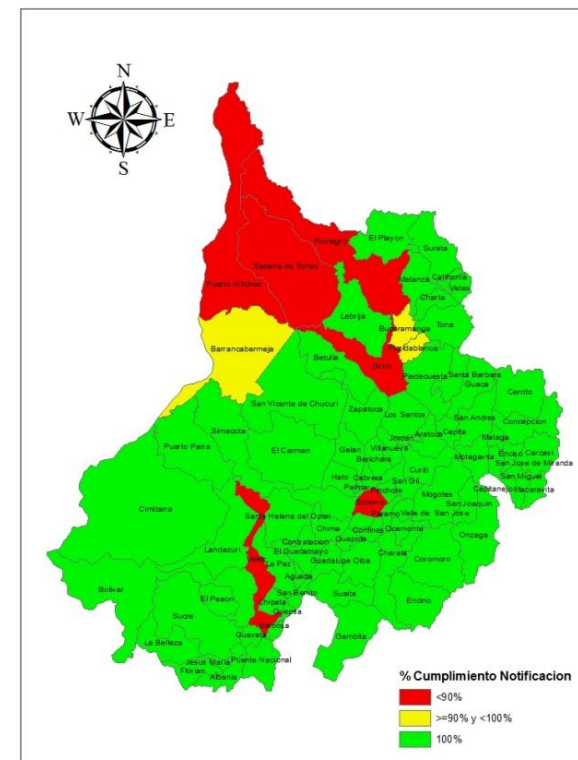 N
W E
S
El Playon
Surata
Rionegro
Sabana de Torres
Puerto Wilches
Matanza
California
Vetas
Charta
Lebrija
Bucaramanga
Tona
Barrancabermeja
Floridablanca
Giron
Betulia
Piedecuesta
Santa Barbara
Guaca
Cerrito
San Vicente de Chucuri
Zapatoca
Los Santos
San Andres
Concepcion
Simacota
Jordan
Aratoca
Cepita
Malaga
Puerto Parra
El Carmen
Galan
Villanueva
Barichara
Molagavita
Enciso
Carcasi
San Jose de Miranda
Hato
Cabrera
Curiti
San Miguel
Palmar
San Gil
Capitanejo
Macaravita
Pinchote
Mogotes
San Joaquin
Cimitarra
Socorro
Paramo
Valle de San Jose
Santa Helena del Opon
Chima
Confines
Ocamonte
Onzaga
Contratacion
Guapota
Landazuri
El Guacamayo
Charala
Velez
La Paz
Guadalupe
Oiba
Coromoro
Aguada
Bolivar
San Benito
Suaita
Encino
El Peñon
Chipata
Sucre
Guepsa
Barbosa
Gambita
La Belleza
Guavata
Jesus Maria
Puente Nacional
Florian
Albania
% Cumplimiento Notificacion
<90%
>=90% y <100%
100%